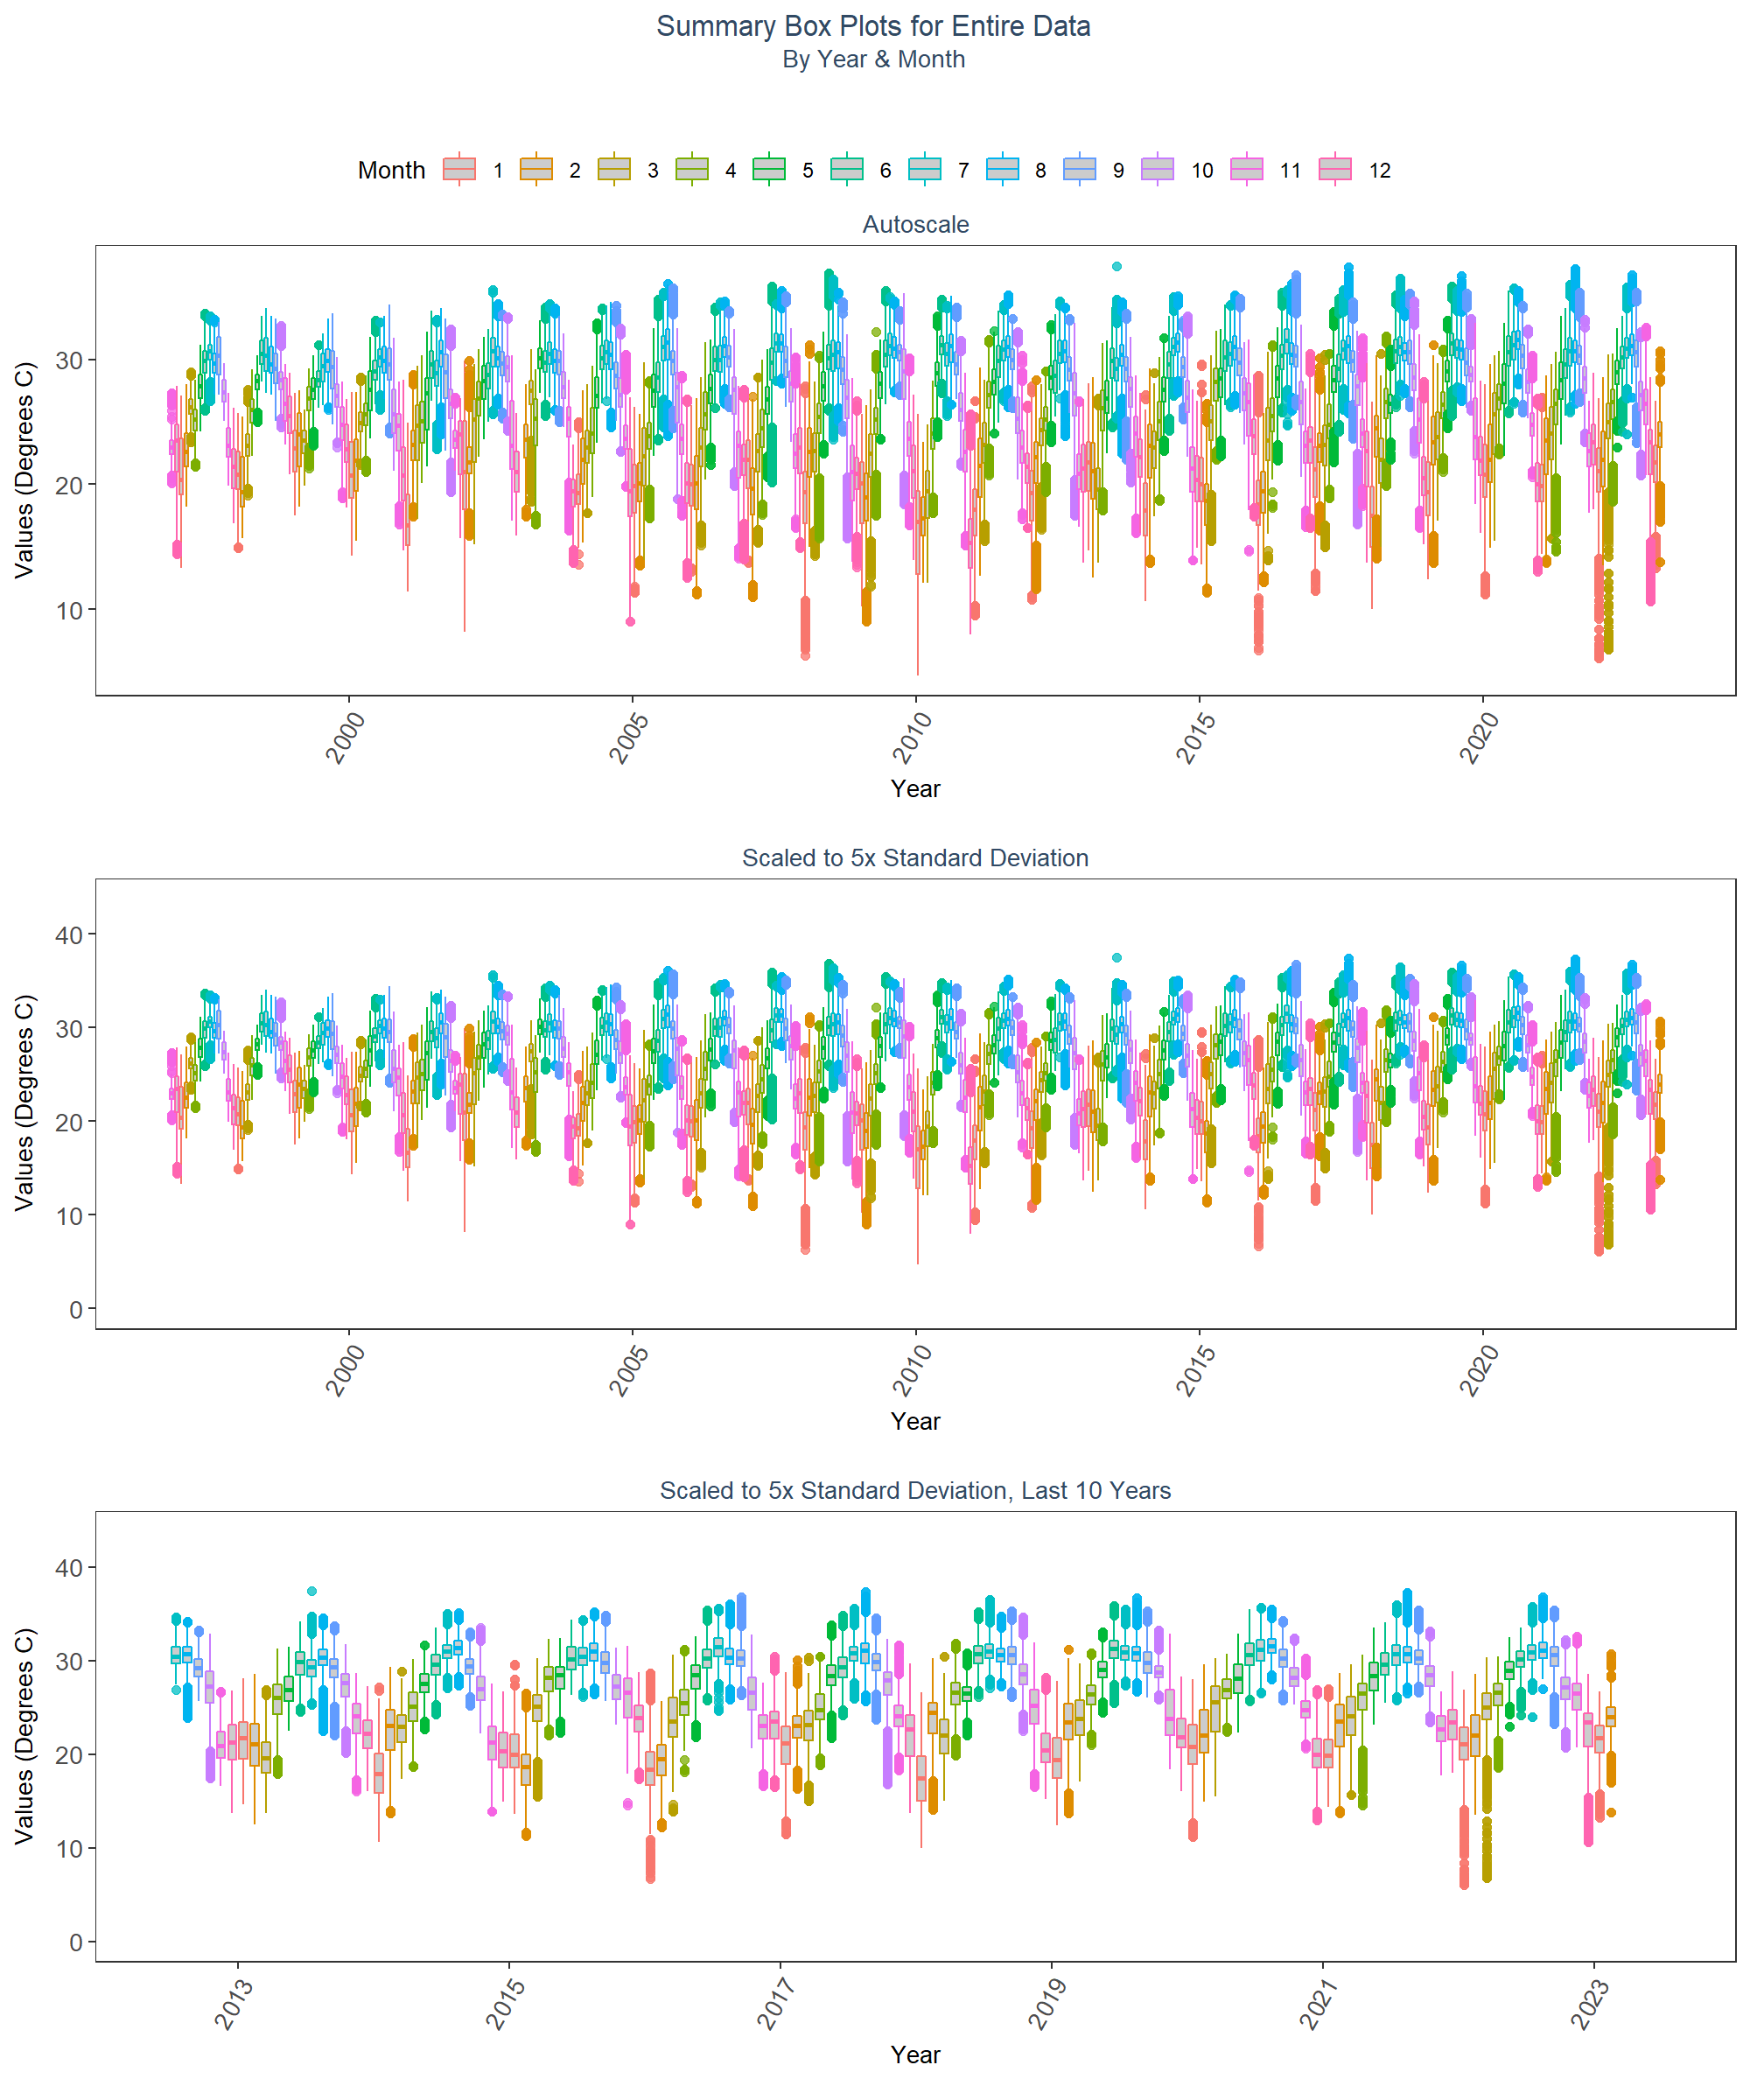 Summary Box Plots for Entire Data
By Year & Month
Month 1 2 3 4 5 6 7 8 9 10 11 12
Autoscale
Values (Degrees C)
30
20
10
2000 2005 2010 2015 2020
Year
Scaled to 5x Standard Deviation
Values (Degrees C)
40
30
20
10
0
2000 2005 2010 2015 2020
Year
Scaled to 5x Standard Deviation, Last 10 Years
Values (Degrees C)
40
30
20
10
0
2013 2015 2017 2019 2021 2023
Year